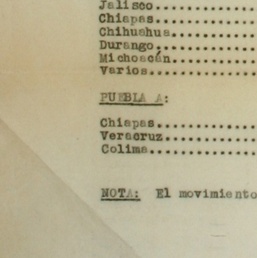 Jalisco..............
Chiapas..............
Chihuahua............
Durango..............
Michoacán............
Varios...............
PUEBLA A:
Chiapas..............
Veracruz.............
Colima...............
NOTA: El movimiento